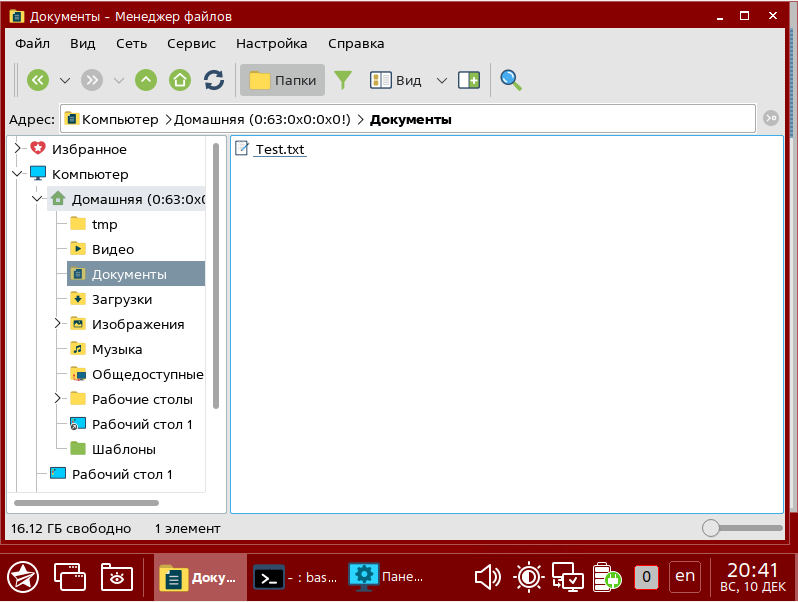 Документы – Менеджер файлов
Файл Вид Сеть Сервис Настройка Справка
Папки Вид
Адрес: Компьютер Домашняя (0:63:0x0:0x0!) Документы
Избранное
Компьютер
Домашняя (0:63:0x0
tmp
Видео
Документы
Загрузки
Изображения
Музыка
Общедоступные
Рабочие столы
Рабочий стол 1
Шаблоны
Рабочий стол 1
Test.txt
16.12 ГБ свободно 1 элемент
Доку...
– : bas...
Пане...
0
en
20:41
ВС, 10 ДЕК